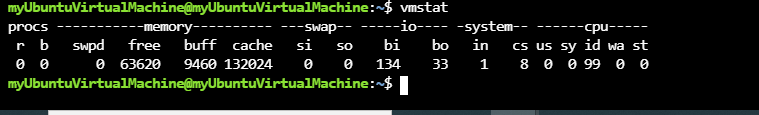 myUbuntuVirtualMachine@myUbuntuVirtualMachine:~$ vmstat
procs -----------memory---------- ---swap-- -----io---- -system-- ------cpu-----
 r  b   swpd   free   buff  cache   si   so    bi    bo   in   cs us sy id wa st
 0  0      0  63620   9460 132024    0    0   134    33    1    8  0  0 99  0  0
myUbuntuVirtualMachine@myUbuntuVirtualMachine:~$